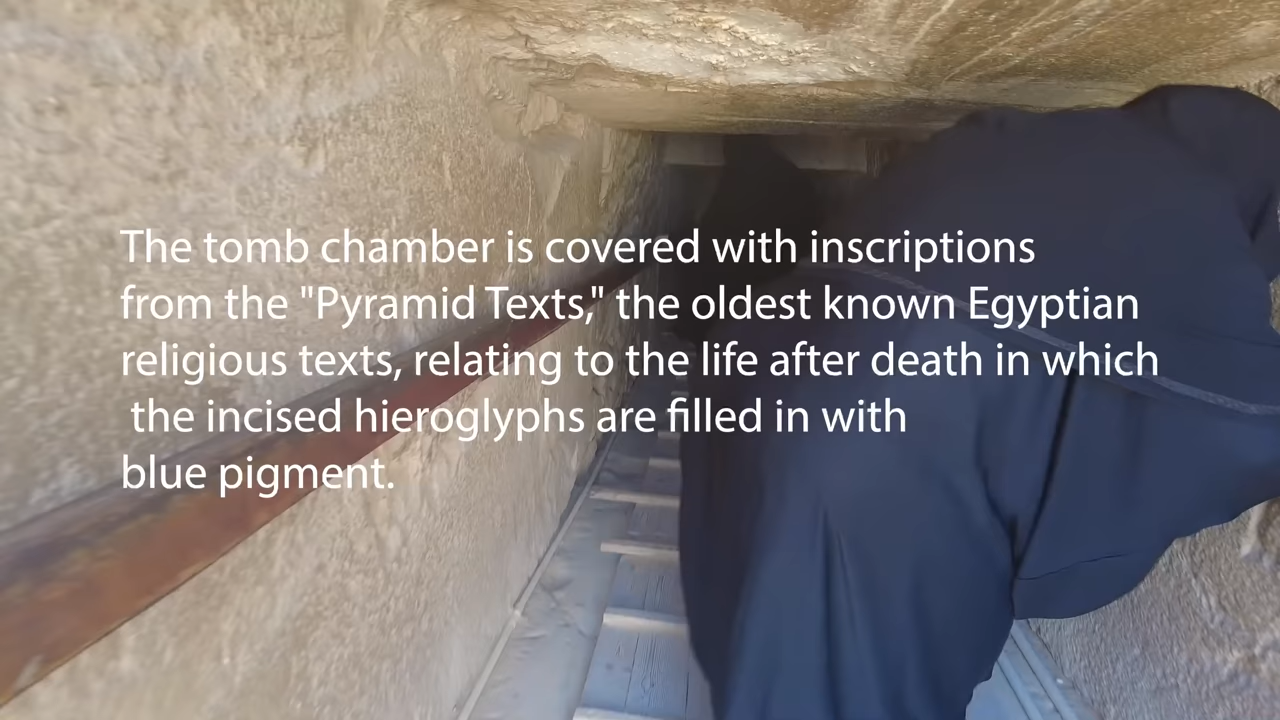 The tomb chamber is covered with inscriptions
from the "Pyramid Texts," the oldest known Egyptian
religious texts, relating to the life after death in which
the incised hieroglyphs are filled in with
blue pigment.